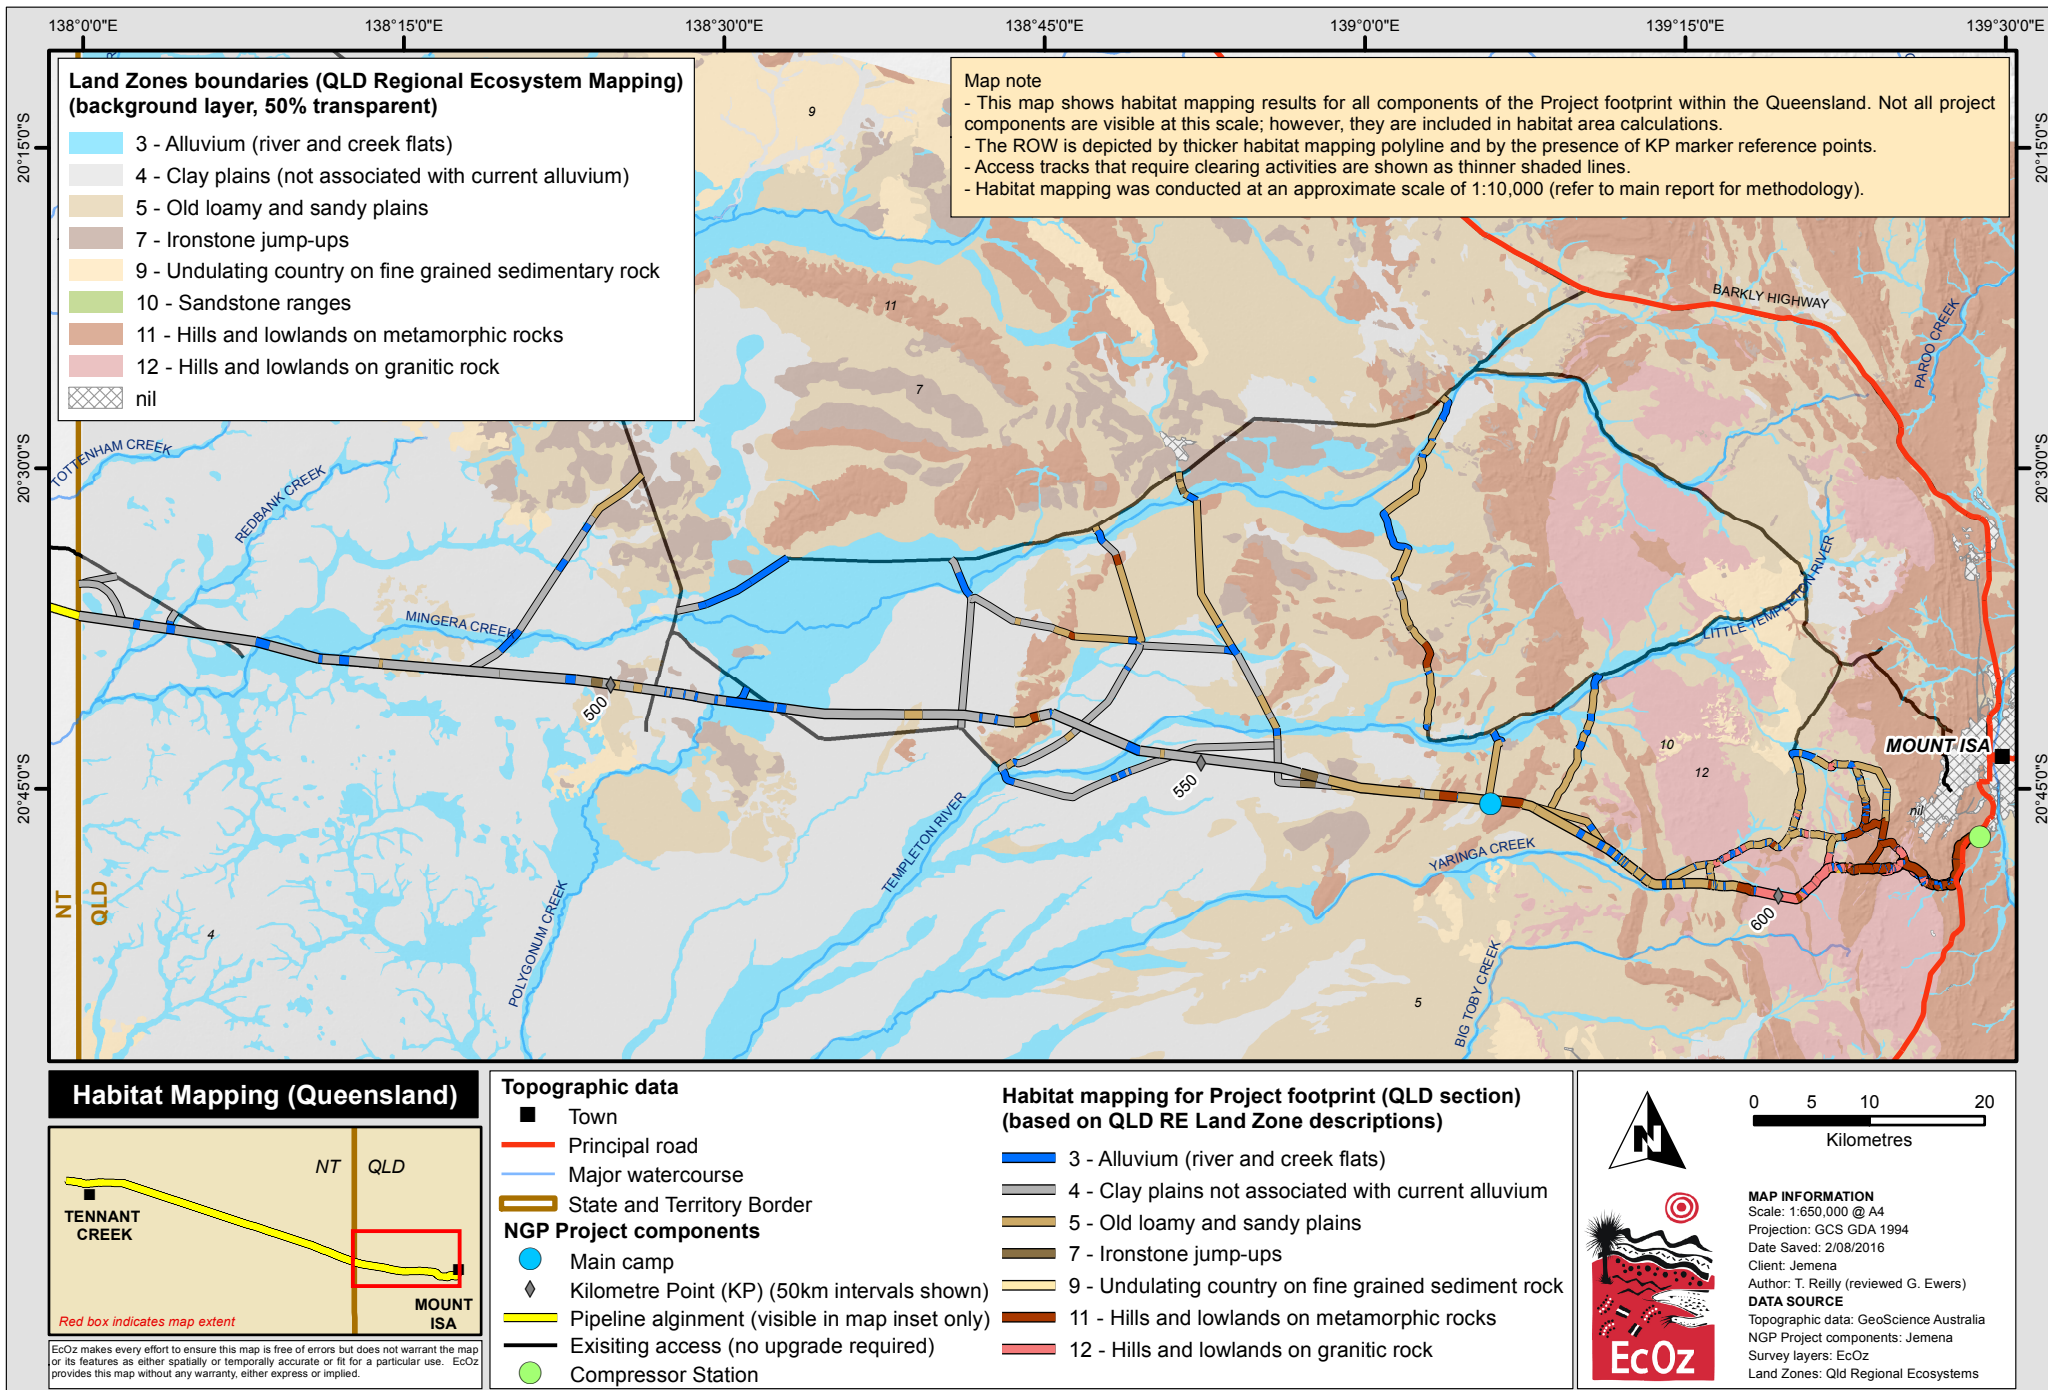 138°0'0"E
138°15'0"E
138°30'0"E
138°45'0"E
139°0'0"E
139°15'0"E
139°30'0"E
Land Zones boundaries (QLD Regional Ecosystem Mapping)
(background layer, 50% transparent)
3 - Alluvium (river and creek flats)
4 - Clay plains (not associated with current alluvium)
5 - Old loamy and sandy plains
7 - Ironstone jump-ups
9 - Undulating country on fine grained sedimentary rock
10 - Sandstone ranges
11 - Hills and lowlands on metamorphic rocks
12 - Hills and lowlands on granitic rock
nil
Map note
- This map shows habitat mapping results for all components of the Project footprint within the Queensland. Not all project
components are visible at this scale; however, they are included in habitat area calculations.
- The ROW is depicted by thicker habitat mapping polyline and by the presence of KP marker reference points.
- Access tracks that require clearing activities are shown as thinner shaded lines.
- Habitat mapping was conducted at an approximate scale of 1:10,000 (refer to main report for methodology).
20°15'0"S
20°15'0"S
20°30'0"S
20°30'0"S
20°45'0"S
20°45'0"S
9
11
7
BARKLY HIGHWAY
PAROO CREEK
TOTTENHAM CREEK
REDBANK CREEK
MINGERA CREEK
LITTLE TEMPLETON RIVER
500
550
600
10
12
MOUNT ISA
nil
YARINGA CREEK
TEMPLETON RIVER
POLYGONUM CREEK
BIG TOBY CREEK
NT
QLD
4
5
Habitat Mapping (Queensland)
NT
QLD
TENNANT
CREEK
MOUNT
ISA
Red box indicates map extent
EcOz makes every effort to ensure this map is free of errors but does not warrant the map
or its features as either spatially or temporally accurate or fit for a particular use. EcOz
provides this map without any warranty, either express or implied.
Topographic data
Town
Principal road
Major watercourse
State and Territory Border
NGP Project components
Main camp
Kilometre Point (KP) (50km intervals shown)
Pipeline alginment (visible in map inset only)
Exisiting access (no upgrade required)
Compressor Station
Habitat mapping for Project footprint (QLD section)
(based on QLD RE Land Zone descriptions)
3 - Alluvium (river and creek flats)
4 - Clay plains not associated with current alluvium
5 - Old loamy and sandy plains
7 - Ironstone jump-ups
9 - Undulating country on fine grained sediment rock
11 - Hills and lowlands on metamorphic rocks
12 - Hills and lowlands on granitic rock
N
0 5 10 20
Kilometres
EcOz
MAP INFORMATION
Scale: 1:650,000 @ A4
Projection: GCS GDA 1994
Date Saved: 2/08/2016
Client: Jemena
Author: T. Reilly (reviewed G. Ewers)
DATA SOURCE
Topographic data: GeoScience Australia
NGP Project components: Jemena
Survey layers: EcOz
Land Zones: Qld Regional Ecosystems